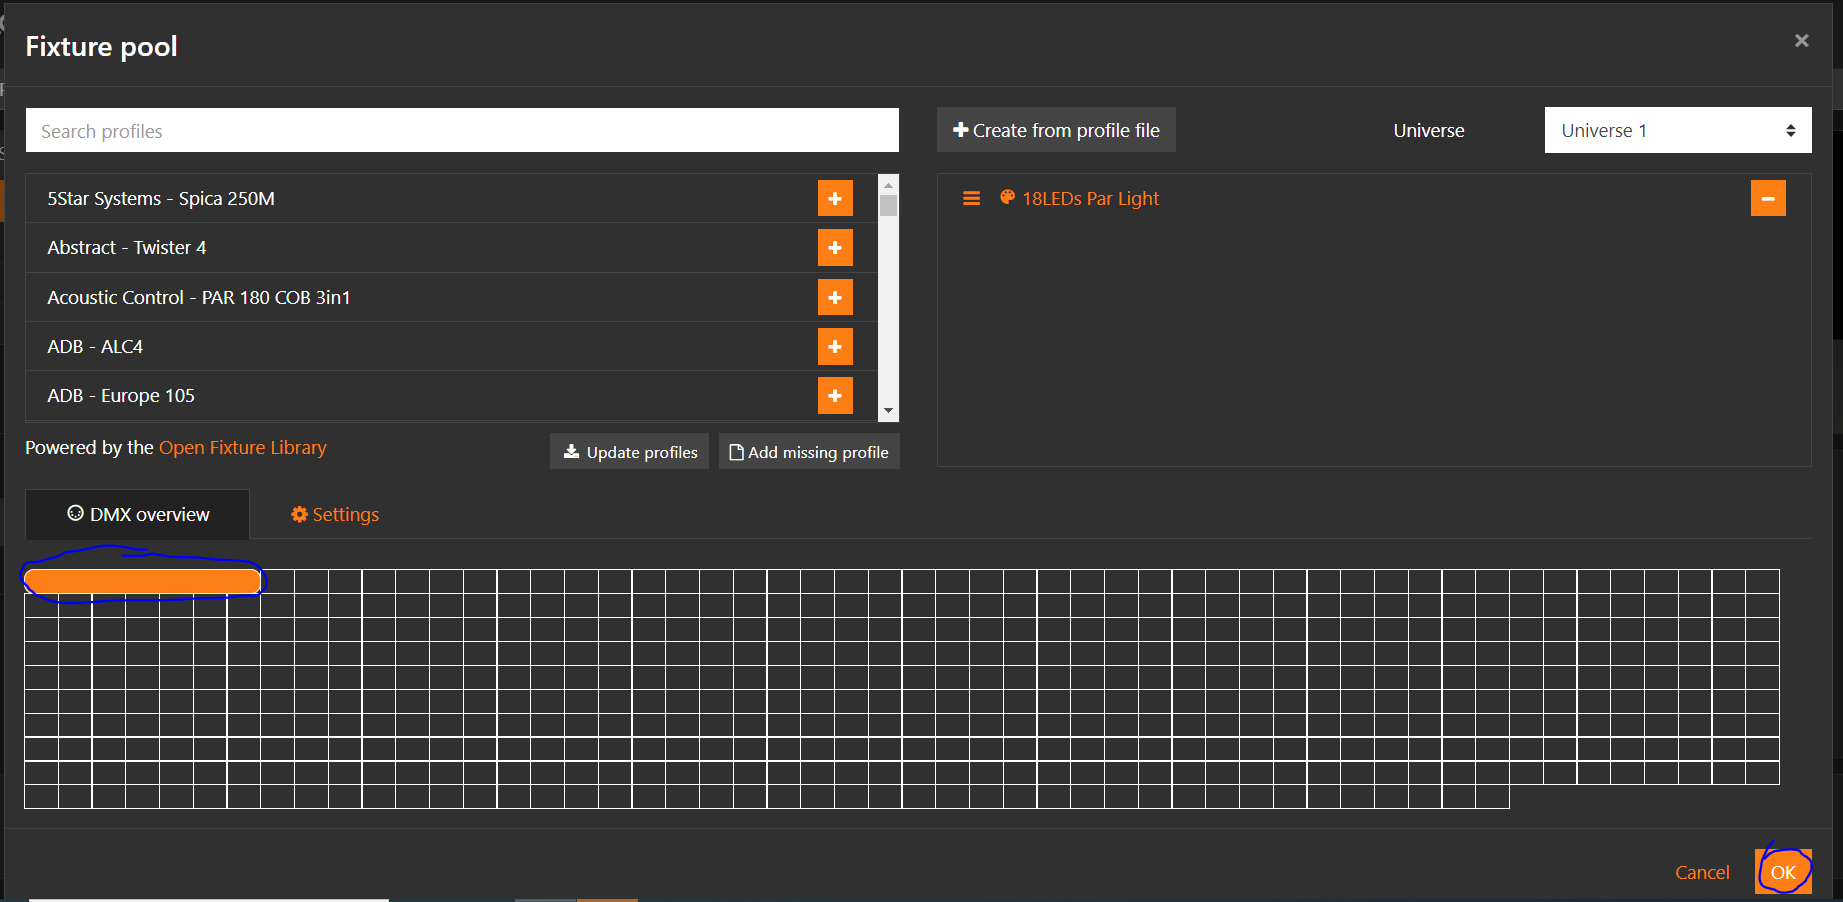 Fixture pool
×
Search profiles
Create from profile file
Universe
Universe 1
5Star Systems - Spica 250M
Abstract - Twister 4
Acoustic Control - PAR 180 COB 3in1
ADB - ALC4
ADB - Europe 105
18LEDs Par Light
Powered by the Open Fixture Library
Update profiles
Add missing profile
DMX overview
Settings
Cancel
OK